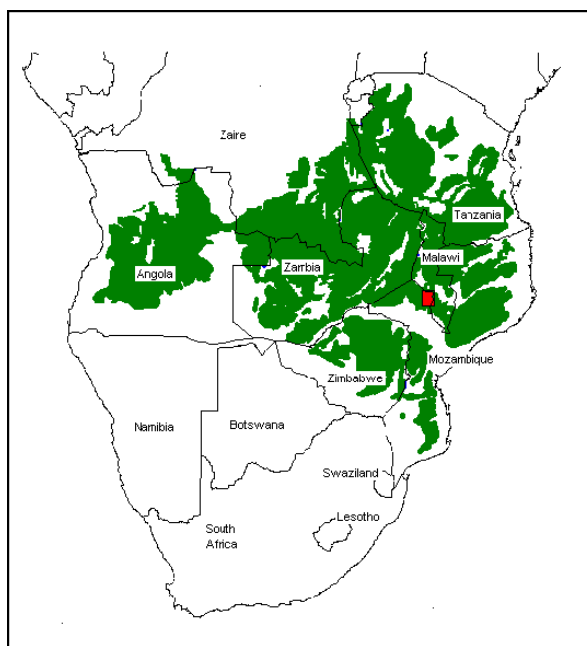 Zaire
Tanzania
Malawi
Angola
Zambia
Mozambique
Zimbabwe
Namibia
Botswana
Swaziland
Lesotho
South
Africa